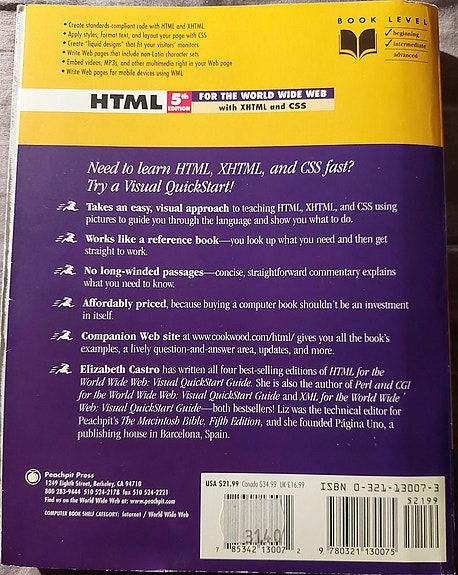 • Create standards-compliant code with HTML and XHTML
• Apply styles, format text, and layout your page with CSS
• Create "liquid designs" that fit your visitors' monitors
• Write Web pages that include non-Latin character sets
• Embed videos, MP3s, and other multimedia right in your Web page
• Write Web pages for mobile devices using WML
BOOK LEVEL
✓ beginning
✓ intermediate
advanced
HTML 5th EDITION FOR THE WORLD WIDE WEB
with XHTML and CSS
Need to learn HTML, XHTML, and CSS fast?
Try a Visual QuickStart!
Takes an easy, visual approach to teaching HTML, XHTML, and CSS using
pictures to guide you through the language and show you what to do.
Works like a reference book—you look up what you need and then get
straight to work.
No long-winded passages—concise, straightforward commentary explains
what you need to know.
Affordably priced, because buying a computer book shouldn't be an investment
in itself.
Companion Web site at www.cookwood.com/html/ gives you all the book's
examples, a lively question-and-answer area, updates, and more.
Elizabeth Castro has written all four best-selling editions of HTML for the
World Wide Web: Visual QuickStart Guide. She is also the author of Perl and CGI
for the World Wide Web: Visual QuickStart Guide and XML for the World Wide
Web: Visual QuickStart Guide—both bestsellers! Liz was the technical editor for
Peachpit's The Macintosh Bible, Fifth Edition, and she founded Página Uno, a
publishing house in Barcelona, Spain.
Peachpit Press
1249 Eighth Street, Berkeley, CA 94710
800 283-9444 510 524-2178 fax 510 524-2221
Find us on the World Wide Web at: www.peachpit.com
COMPUTER BOOK SHELF CATEGORY: Internet / World Wide Web
USA $21.99 Canada $34.99 UK £16.99
3140
7 85342 13007 2
ISBN 0-321-13007-3
52199
9 780321 130075